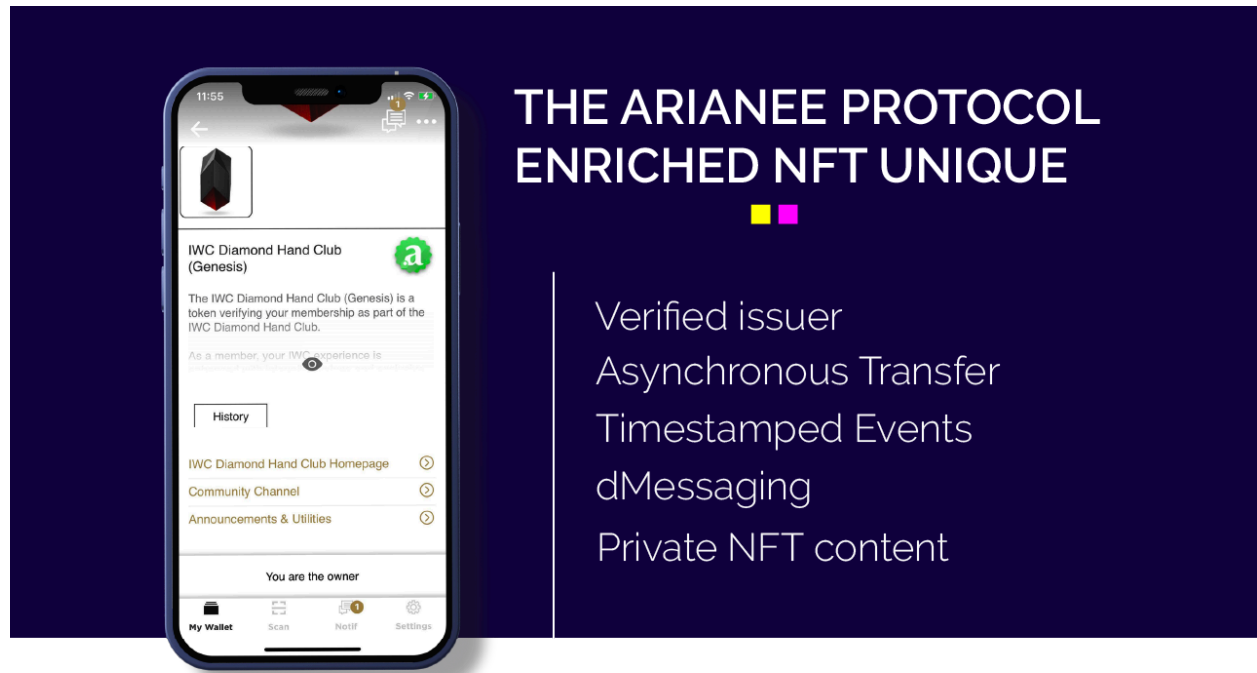 11:55
1
IWC Diamond Hand Club
(Genesis)
a
The IWC Diamond Hand Club (Genesis) is a
token verifying your membership as part of the
IWC Diamond Hand Club.
As a member, your IWC experience is
History
IWC Diamond Hand Club Homepage
Community Channel
Announcements & Utilities
You are the owner
1
My Wallet Scan Notif Settings
THE ARIANEE PROTOCOL
ENRICHED NFT UNIQUE
Verified issuer
Asynchronous Transfer
Timestamped Events
dMessaging
Private NFT content